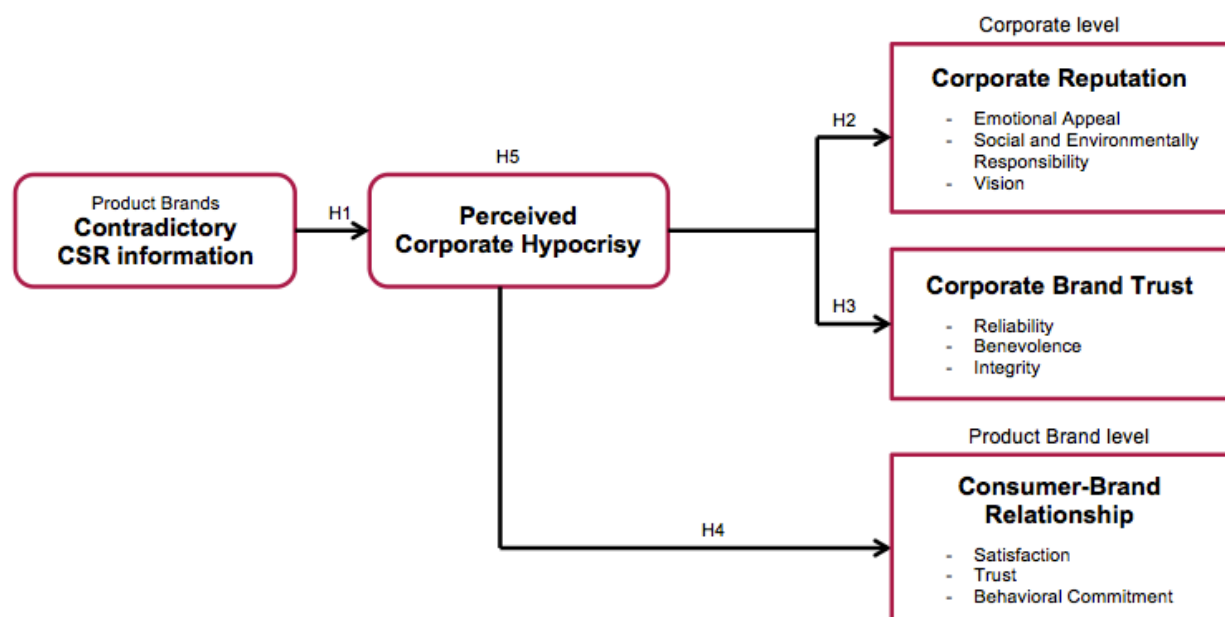 Corporate level
Corporate Reputation
- Emotional Appeal
- Social and Environmentally
Responsibility
- Vision
H2
H5
Product Brands
Contradictory
CSR information
H1
Perceived
Corporate Hypocrisy
Corporate Brand Trust
- Reliability
- Benevolence
- Integrity
H3
Product Brand level
Consumer-Brand
Relationship
- Satisfaction
- Trust
- Behavioral Commitment
H4